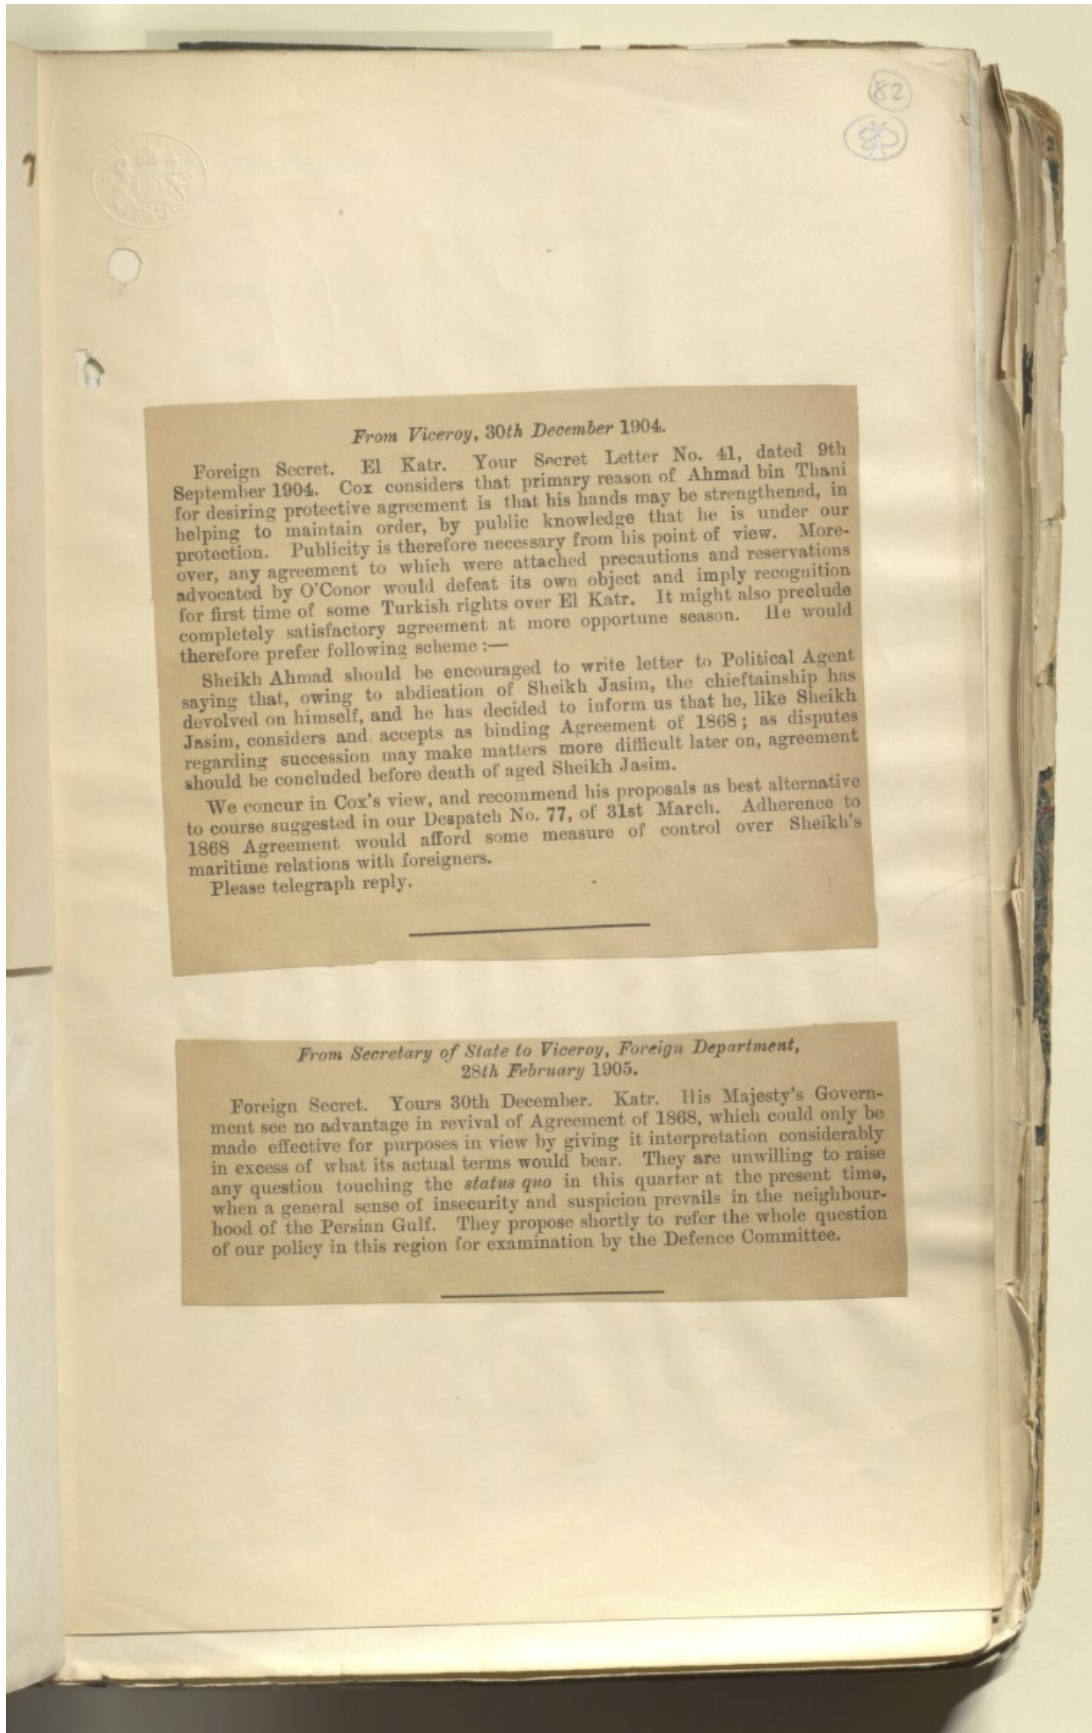 82
From Viceroy, 30th December 1904.
Foreign Secret. El Katr. Your Secret Letter No. 41, dated 9th
September 1904. Cox considers that primary reason of Ahmad bin Thani
for desiring protective agreement is that his hands may be strengthened, in
helping to maintain order, by public knowledge that he is under our
protection. Publicity is therefore necessary from his point of view. More-
over, any agreement to which were attached precautions and reservations
advocated by O'Conor would defeat its own object and imply recognition
for first time of some Turkish rights over El Katr. It might also preclude
completely satisfactory agreement at more opportune season. He would
therefore prefer following scheme :—
Sheikh Ahmad should be encouraged to write letter to Political Agent
saying that, owing to abdication of Sheikh Jasim, the chieftainship has
devolved on himself, and he has decided to inform us that he, like Sheikh
Jasim, considers and accepts as binding Agreement of 1868; as disputes
regarding succession may make matters more difficult later on, agreement
should be concluded before death of aged Sheikh Jasim.
We concur in Cox's view, and recommend his proposals as best alternative
to course suggested in our Despatch No. 77, of 31st March. Adherence to
1868 Agreement would afford some measure of control over Sheikh's
maritime relations with foreigners.
Please telegraph reply.
From Secretary of State to Viceroy, Foreign Department,
28th February 1905.
Foreign Secret. Yours 30th December. Katr. His Majesty's Govern-
ment see no advantage in revival of Agreement of 1868, which could only be
made effective for purposes in view by giving it interpretation considerably
in excess of what its actual terms would bear. They are unwilling to raise
any question touching the status quo in this quarter at the present time,
when a general sense of insecurity and suspicion prevails in the neighbour-
hood of the Persian Gulf. They propose shortly to refer the whole question
of our policy in this region for examination by the Defence Committee.